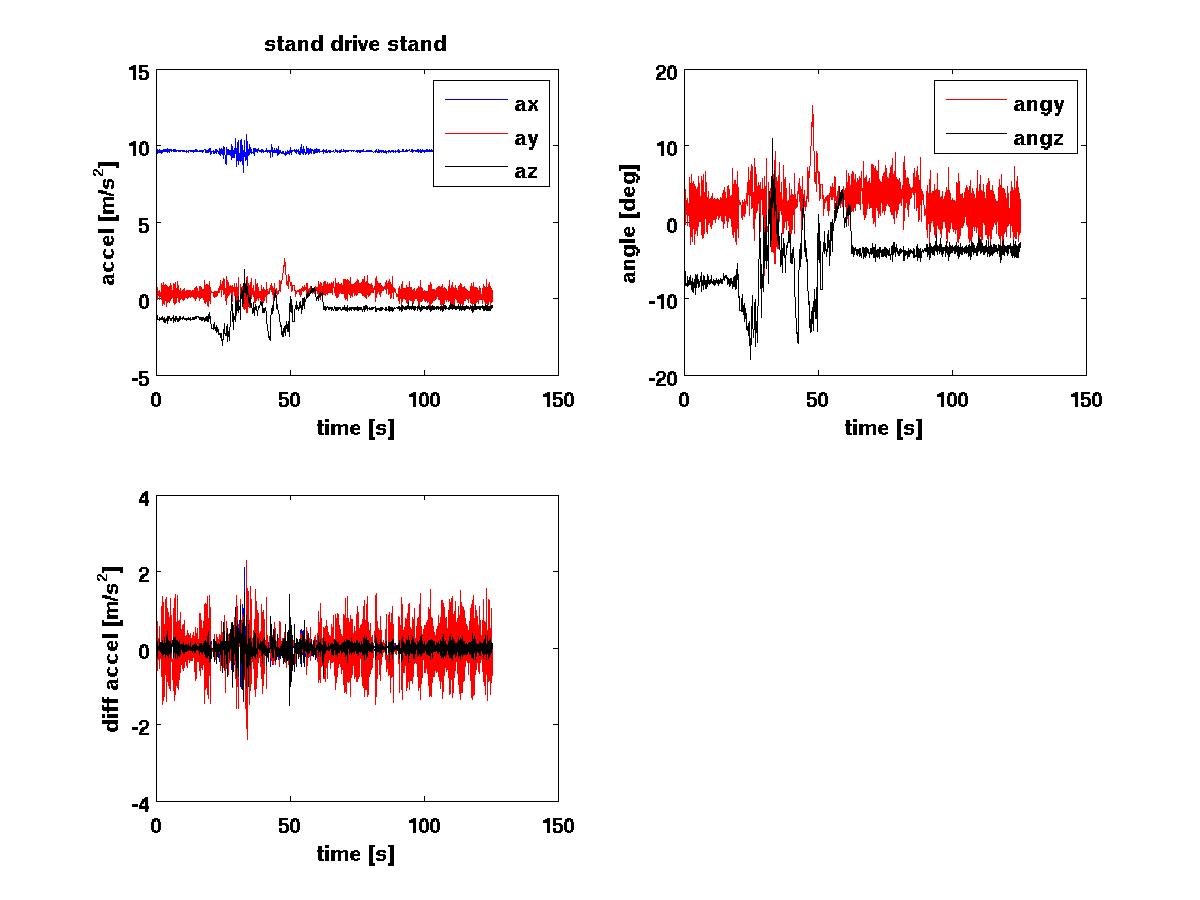 stand drive stand
15
10
5
0
-5
accel [m/s²]
ax
ay
az
0 50 100 150
time [s]
20
10
0
-10
-20
angle [deg]
angy
angz
0 50 100 150
time [s]
4
2
0
-2
-4
diff accel [m/s²]
0 50 100 150
time [s]